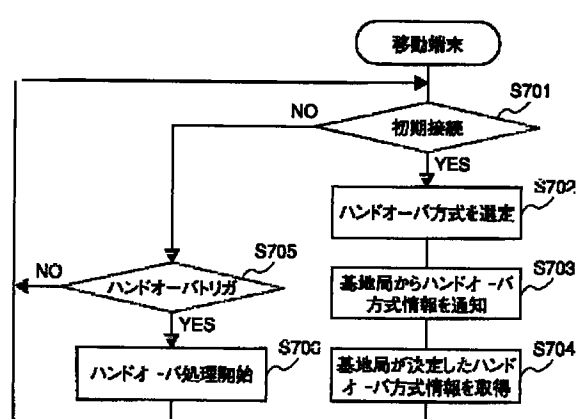 移動端末
S701
NO
初期接続
YES
S702
ハンドオーバ方式を選定
S705
NO
ハンドオーバトリガ
S703
基地局からハンドオーバ
方式情報を通知
YES
S706
ハンドオーバ処理開始
S704
基地局が決定したハンド
オーバ方式情報を取得